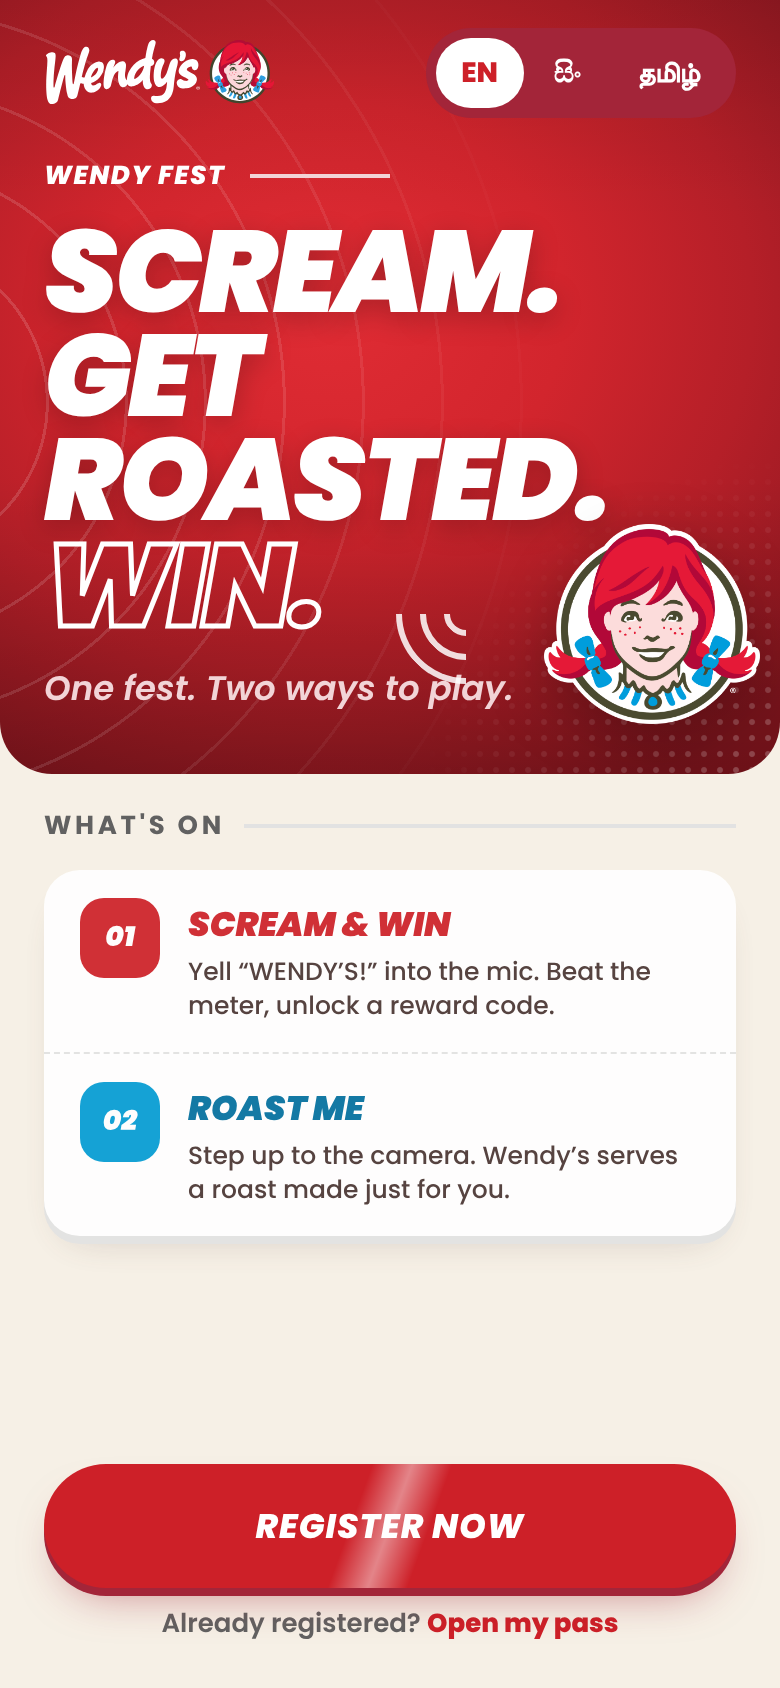 Wendy's
EN සිං தமிழ்
WENDY FEST
SCREAM.
GET
ROASTED.
WIN.
One fest. Two ways to play.
WHAT'S ON
01
SCREAM & WIN
Yell “WENDY’S!” into the mic. Beat the
meter, unlock a reward code.
02
ROAST ME
Step up to the camera. Wendy’s serves
a roast made just for you.
REGISTER NOW
Already registered? Open my pass